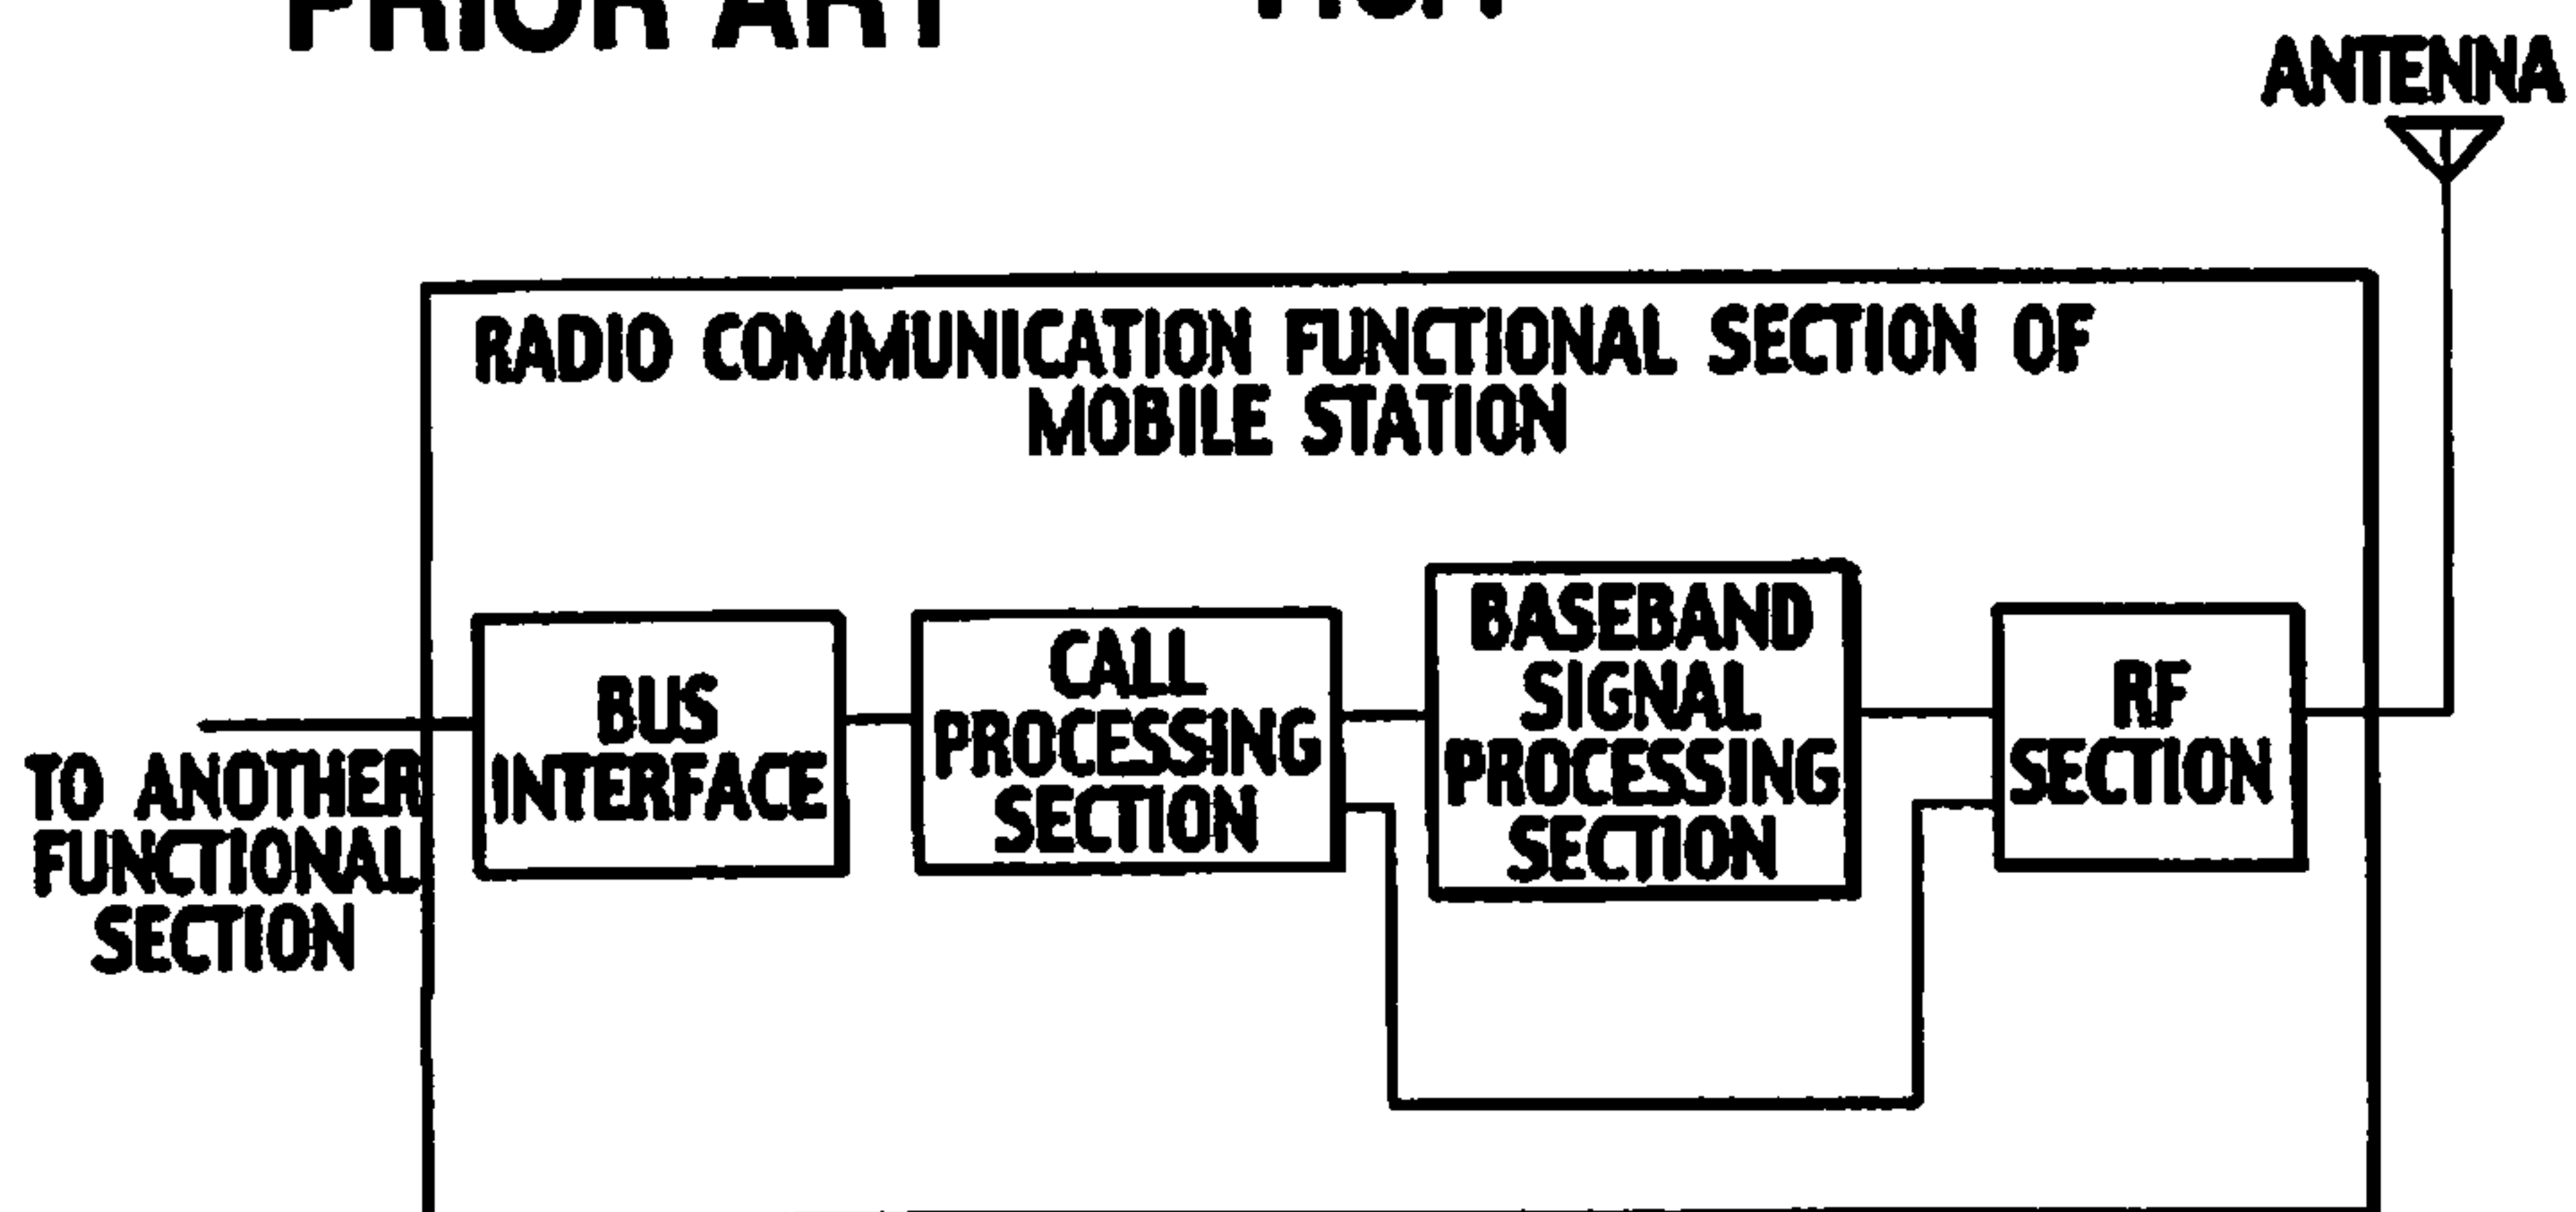 PRIOR ART
ANTENNA
RADIO COMMUNICATION FUNCTIONAL SECTION OF
MOBILE STATION
BUS
INTERFACE
CALL
PROCESSING
SECTION
BASEBAND
SIGNAL
PROCESSING
SECTION
RF
SECTION
TO ANOTHER
FUNCTIONAL
SECTION